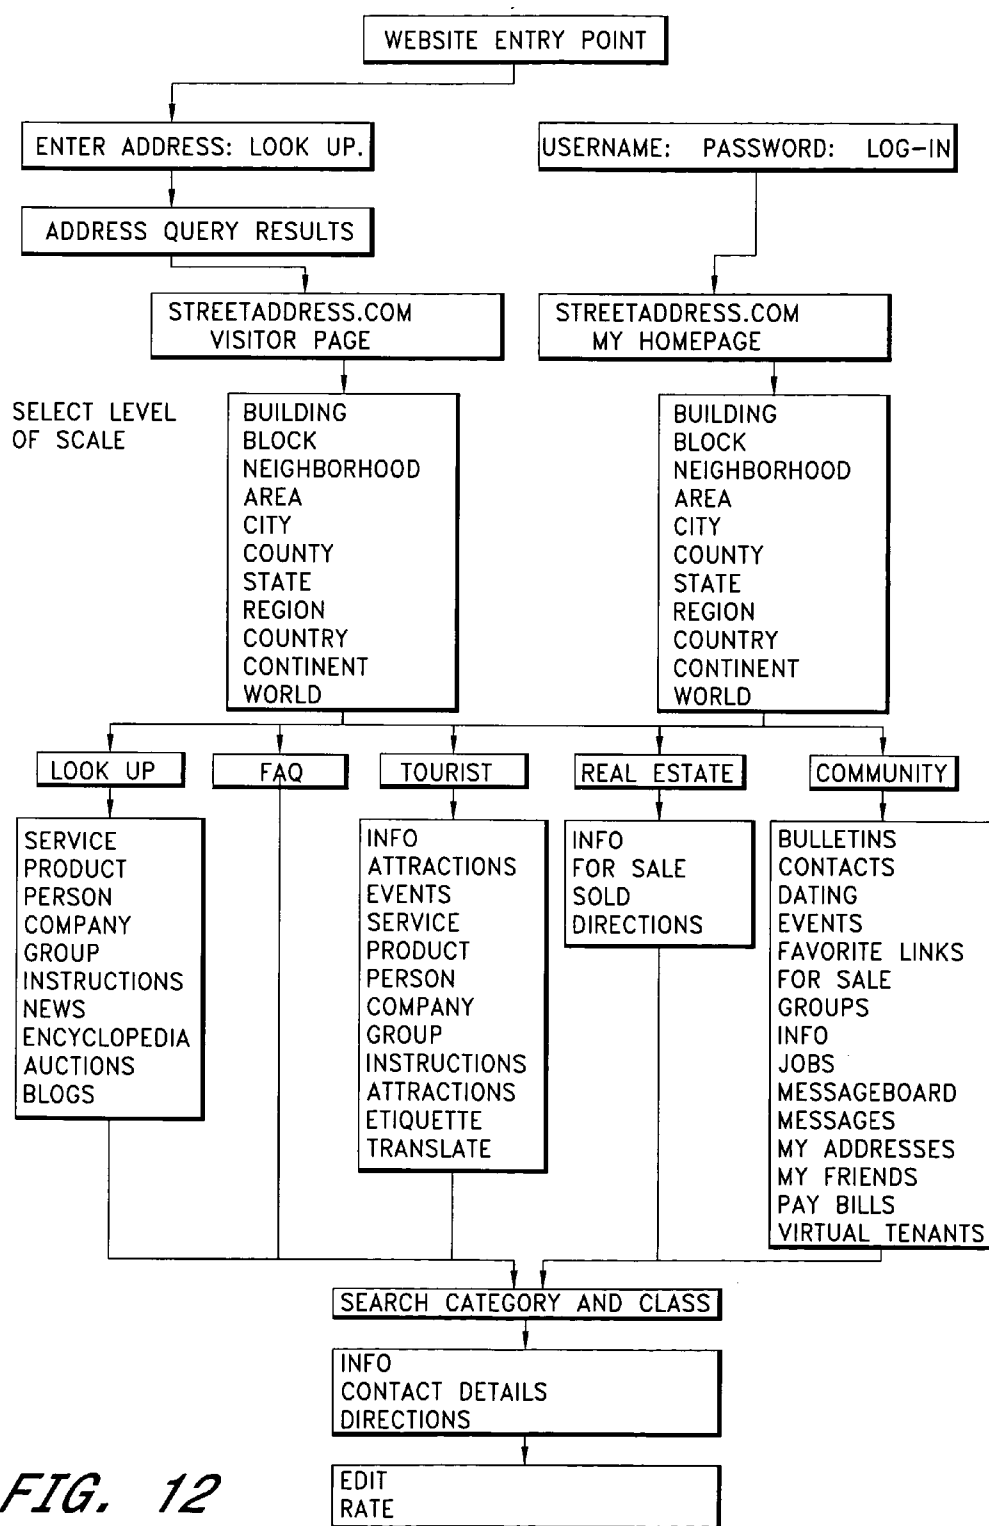 WEBSITE ENTRY POINT
ENTER ADDRESS: LOOK UP.
USERNAME: PASSWORD: LOG-IN
ADDRESS QUERY RESULTS
STREETADDRESS.COM
VISITOR PAGE
STREETADDRESS.COM
MY HOMEPAGE
SELECT LEVEL
OF SCALE
BUILDING
BLOCK
NEIGHBORHOOD
AREA
CITY
COUNTY
STATE
REGION
COUNTRY
CONTINENT
WORLD
BUILDING
BLOCK
NEIGHBORHOOD
AREA
CITY
COUNTY
STATE
REGION
COUNTRY
CONTINENT
WORLD
LOOK UP
FAQ
TOURIST
REAL ESTATE
COMMUNITY
SERVICE
PRODUCT
PERSON
COMPANY
GROUP
INSTRUCTIONS
NEWS
ENCYCLOPEDIA
AUCTIONS
BLOGS
INFO
ATTRACTIONS
EVENTS
SERVICE
PRODUCT
PERSON
COMPANY
GROUP
INSTRUCTIONS
ATTRACTIONS
ETIQUETTE
TRANSLATE
INFO
FOR SALE
SOLD
DIRECTIONS
BULLETINS
CONTACTS
DATING
EVENTS
FAVORITE LINKS
FOR SALE
GROUPS
INFO
JOBS
MESSAGEBOARD
MESSAGES
MY ADDRESSES
MY FRIENDS
PAY BILLS
VIRTUAL TENANTS
SEARCH CATEGORY AND CLASS
INFO
CONTACT DETAILS
DIRECTIONS
EDIT
RATE
FIG. 12